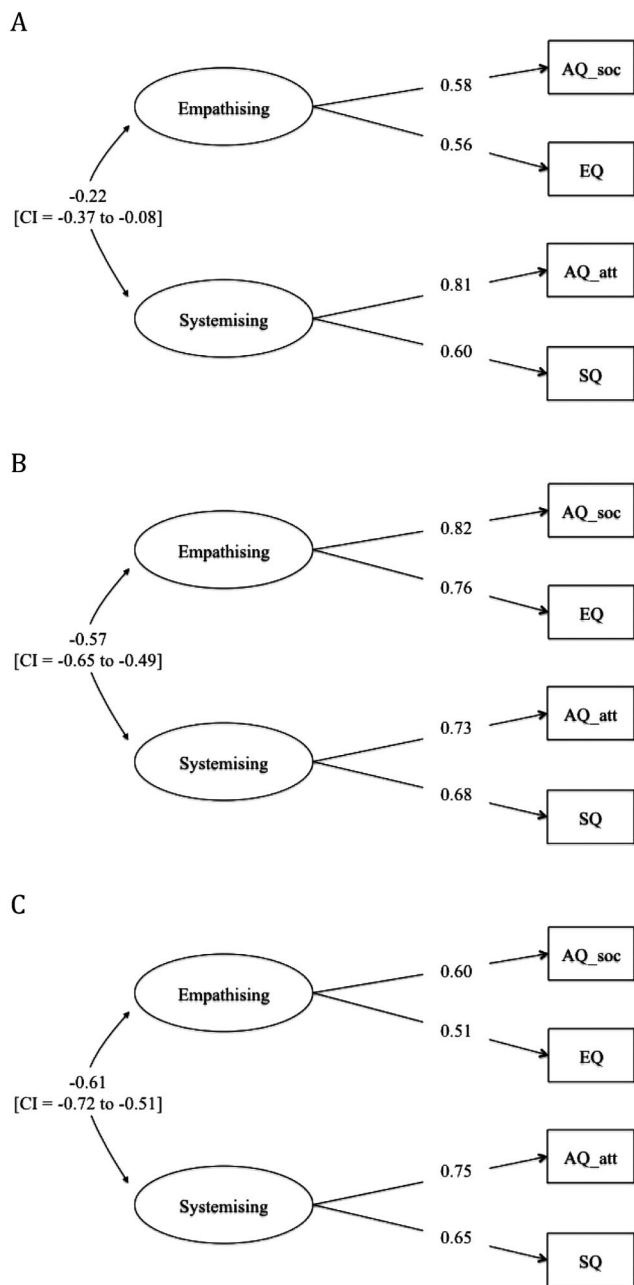 A
AQ_soc
0.58
Empathising
0.56
EQ
-0.22
[CI = -0.37 to -0.08]
AQ_att
0.81
Systemising
0.60
SQ
B
AQ_soc
0.82
Empathising
0.76
EQ
-0.57
[CI = -0.65 to -0.49]
AQ_att
0.73
Systemising
0.68
SQ
C
AQ_soc
0.60
Empathising
0.51
EQ
-0.61
[CI = -0.72 to -0.51]
AQ_att
0.75
Systemising
0.65
SQ